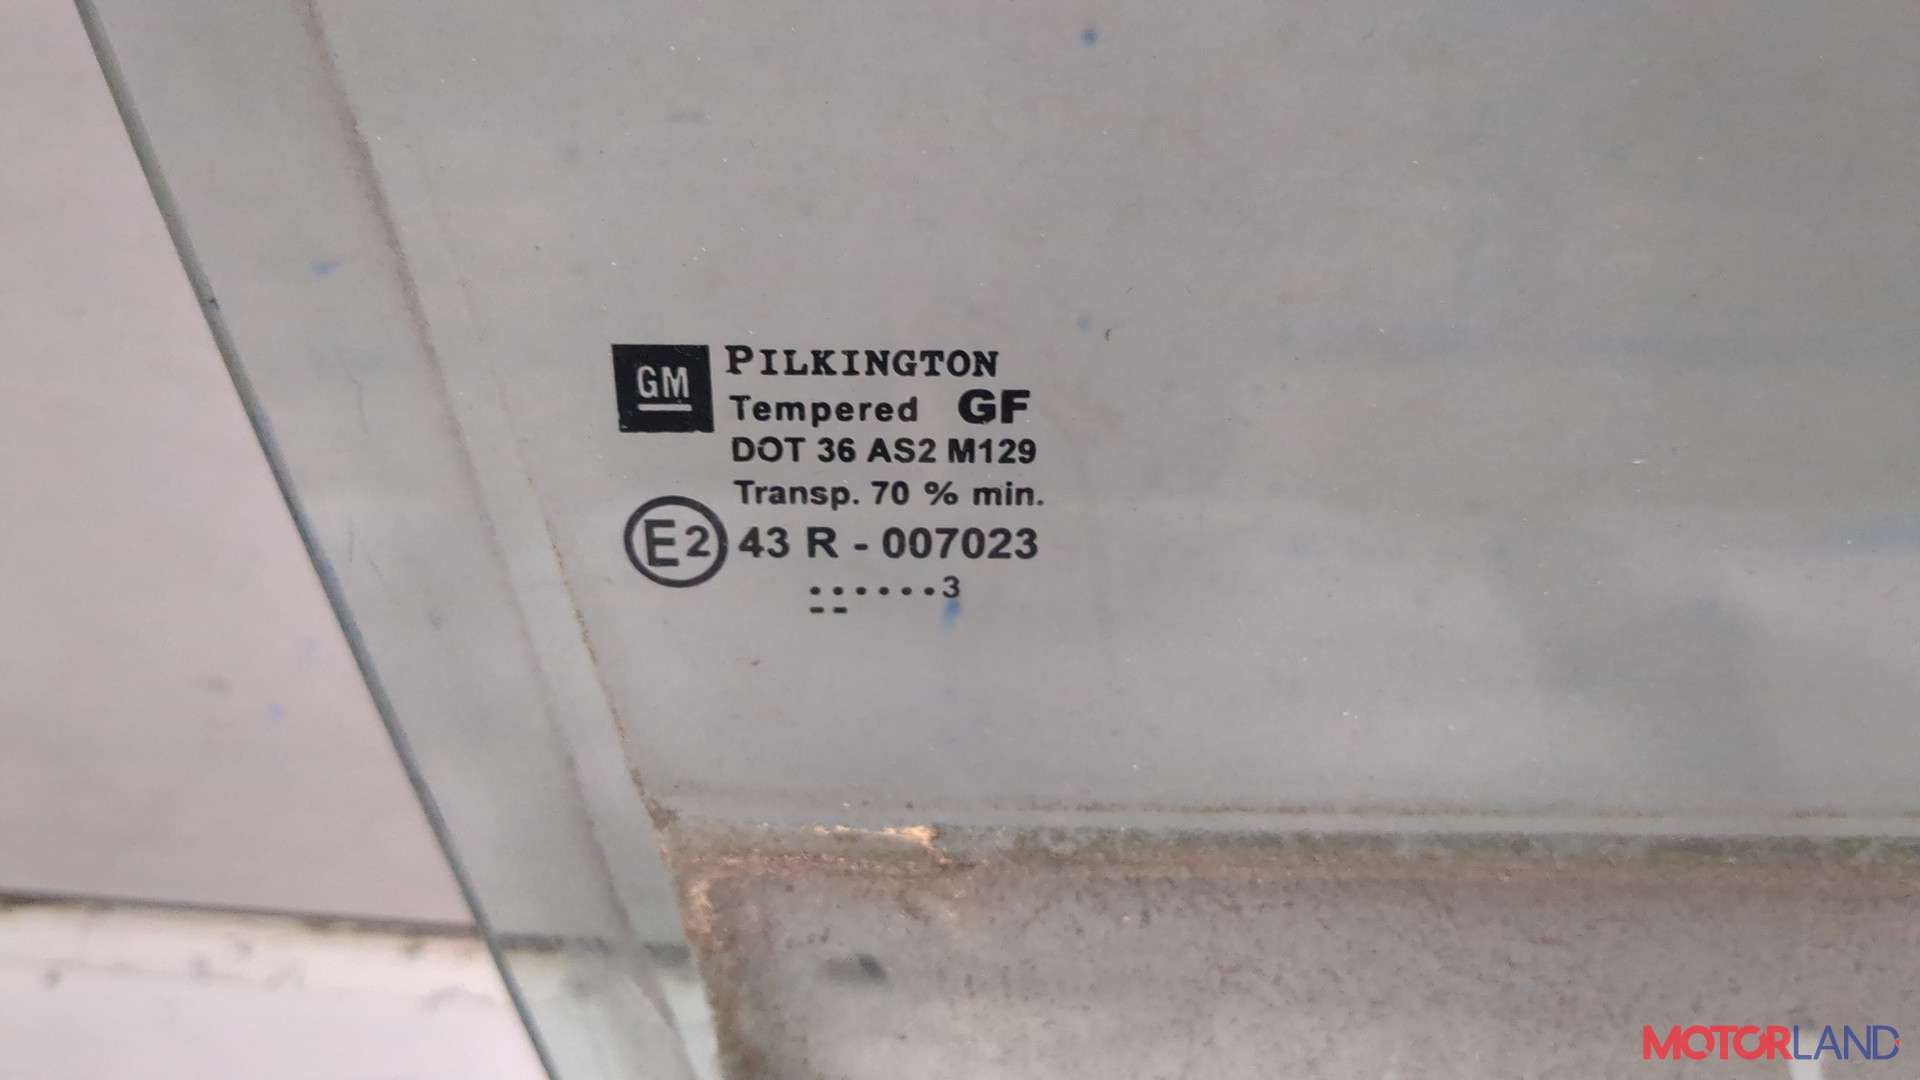 GM
PILKINGTON
Tempered GF
DOT 36 AS2 M129
Transp. 70 % min.
E2 43 R - 007023
......3
--
MOTORLAND